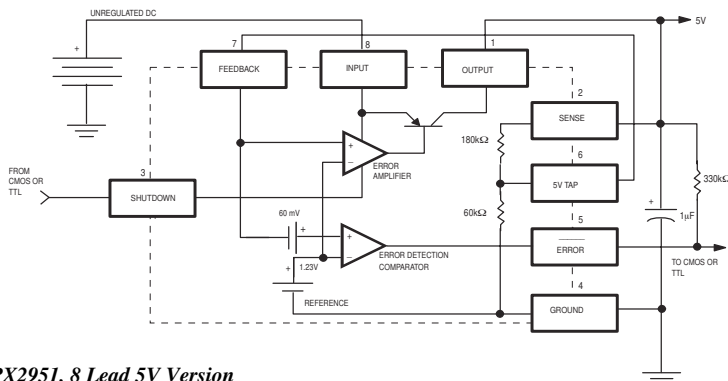 UNREGULATED DC
5V
7
8
1
FEEDBACK
INPUT
OUTPUT
2
SENSE
180kΩ
6
5V TAP
330kΩ
FROM
CMOS OR
TTL
3
SHUTDOWN
ERROR
AMPLIFIER
60kΩ
1μF
60 mV
5
ERROR
1.23V
ERROR DETECTION
COMPARATOR
TO CMOS OR
TTL
REFERENCE
4
GROUND
PX2951, 8 Lead 5V Version